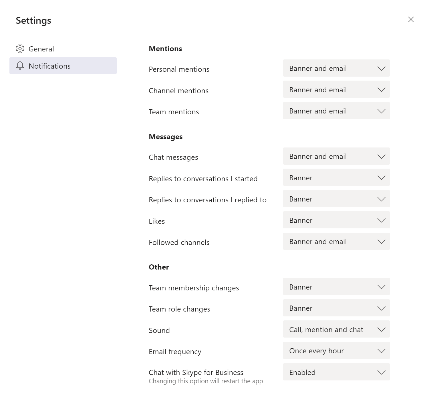 Settings
General
Notifications
Mentions
Personal mentions Banner and email
Channel mentions Banner and email
Team mentions Banner and email
Messages
Chat messages Banner and email
Replies to conversations I started Banner
Replies to conversations I replied to Banner
Likes Banner
Followed channels Banner and email
Other
Team membership changes Banner
Team role changes Banner
Sound Call, mention and chat
Email frequency Once every hour
Chat with Skype for Business Enabled
Changing this option will restart the app